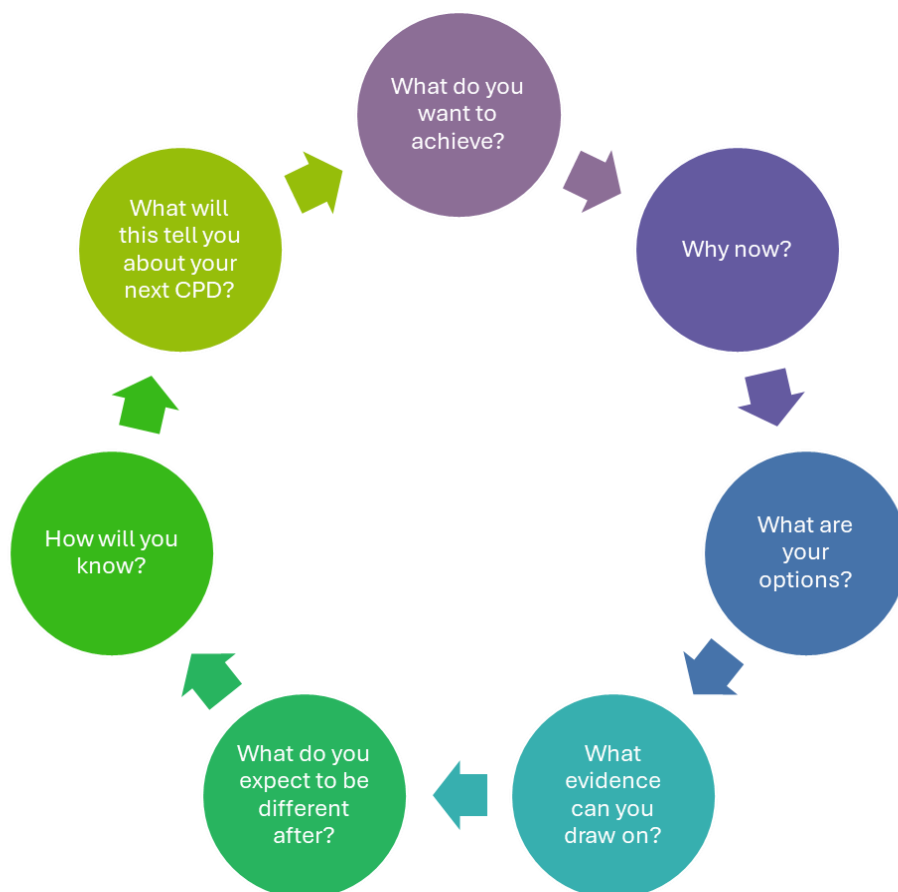 What do you
want to
achieve?
Why now?
What are
your
options?
What
evidence
can you
draw on?
What do you
expect to be
different
after?
How will you
know?
What will
this tell you
about your
next CPD?